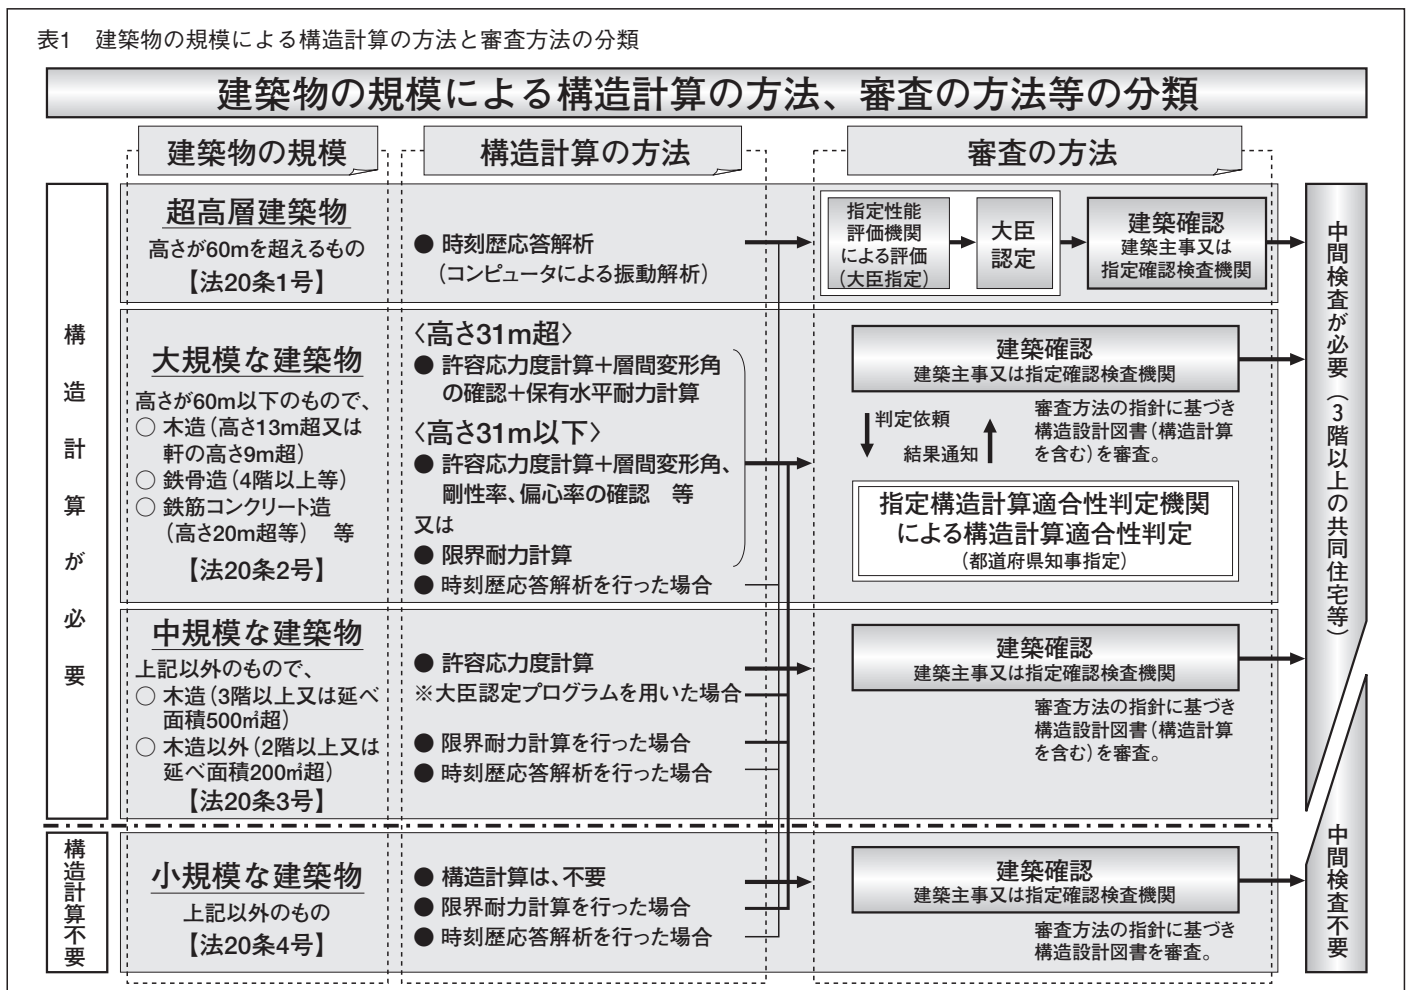 表1　建築物の規模による構造計算の方法と審査方法の分類
建築物の規模による構造計算の方法、審査の方法等の分類
建築物の規模
構造計算の方法
審査の方法
構造計算が必要
超高層建築物
高さが60mを超えるもの
【法20条1号】
● 時刻歴応答解析
（コンピュータによる振動解析）
指定性能
評価機関
による評価
(大臣指定)
大臣
認定
建築確認
建築主事又は
指定確認検査機関
中間検査が必要（3階以上の共同住宅等）
大規模な建築物
高さが60m以下のもので、
○ 木造（高さ13m超又は
軒の高さ9m超）
○ 鉄骨造（4階以上等）
○ 鉄筋コンクリート造
（高さ20m超等）　等
【法20条2号】
〈高さ31m超〉
● 許容応力度計算＋層間変形角
の確認＋保有水平耐力計算
〈高さ31m以下〉
● 許容応力度計算＋層間変形角、
剛性率、偏心率の確認　等
又は
● 限界耐力計算
● 時刻歴応答解析を行った場合
建築確認
建築主事又は指定確認検査機関
判定依頼
結果通知
審査方法の指針に基づき
構造設計図書（構造計算
を含む）を審査。
指定構造計算適合性判定機関
による構造計算適合性判定
（都道府県知事指定）
中規模な建築物
上記以外のもので、
○ 木造（3階以上又は延べ
面積500㎡超）
○ 木造以外（2階以上又は
延べ面積200㎡超）
【法20条3号】
● 許容応力度計算
※大臣認定プログラムを用いた場合
● 限界耐力計算を行った場合
● 時刻歴応答解析を行った場合
建築確認
建築主事又は指定確認検査機関
審査方法の指針に基づき
構造設計図書（構造計算
を含む）を審査。
構造計算不要
小規模な建築物
上記以外のもの
【法20条4号】
● 構造計算は、不要
● 限界耐力計算を行った場合
● 時刻歴応答解析を行った場合
建築確認
建築主事又は指定確認検査機関
審査方法の指針に基づき
構造設計図書を審査。
中間検査不要